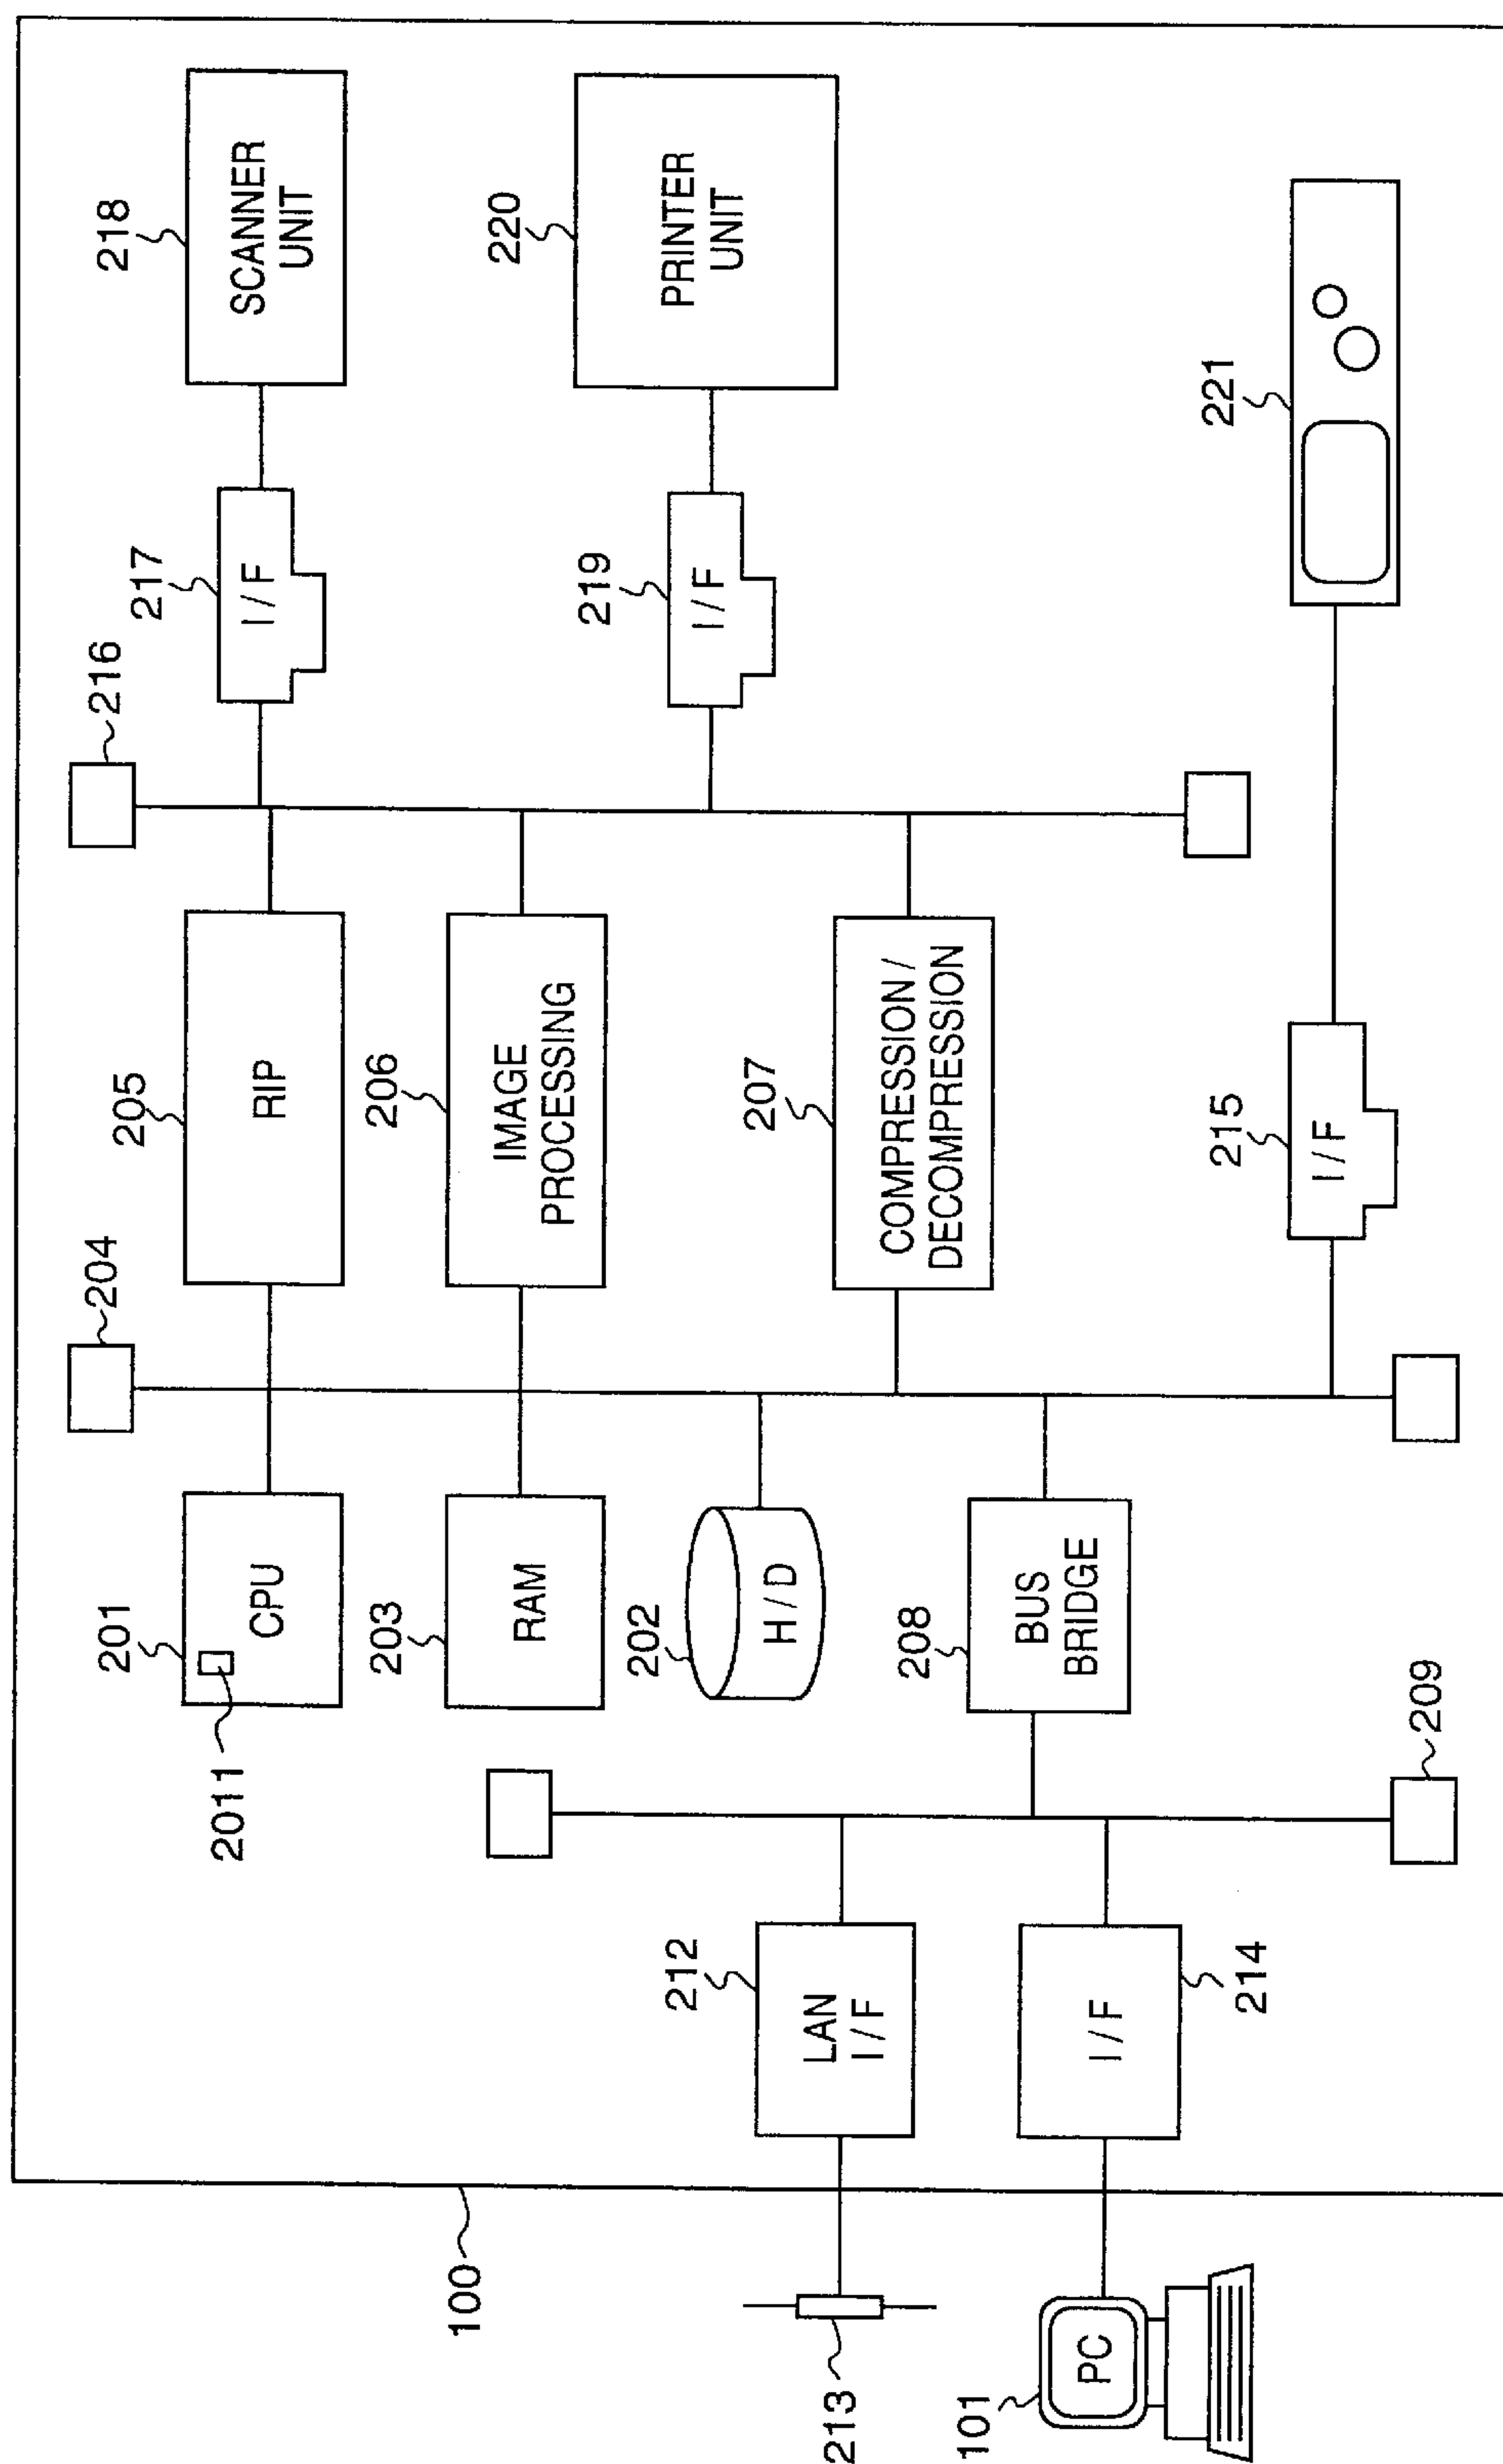 100
201
CPU
2011
204
205
RIP
216
217
I / F
218
SCANNER
UNIT
203
RAM
206
IMAGE
PROCESSING
202
H / D
219
I / F
220
PRINTER
UNIT
212
LAN
I / F
213
208
BUS
BRIDGE
207
COMPRESSION /
DECOMPRESSION
101
PC
I / F
214
209
215
I / F
221